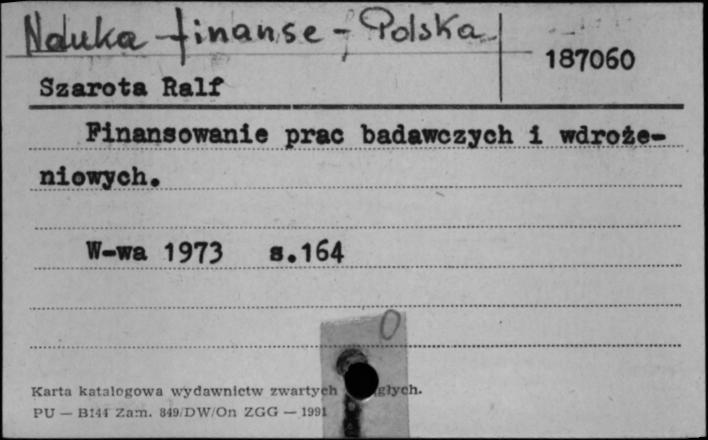 Nauka - finanse - Polska
187060
Szarota Ralf
Finansowanie prac badawczych i wdroże-
niowych.
W-wa 1973 s.164
0
Karta katalogowa wydawnictw zwartych głych.
PU — B144 Zam. 849/DW/On ZGG — 1991